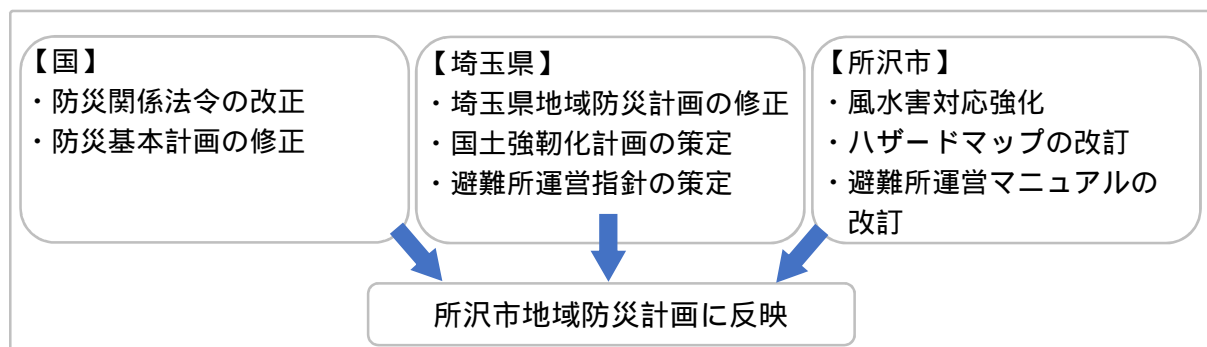 【国】
・防災関係法令の改正
・防災基本計画の修正
【埼玉県】
・埼玉県地域防災計画の修正
・国土強靭化計画の策定
・避難所運営指針の策定
【所沢市】
・風水害対応強化
・ハザードマップの改訂
・避難所運営マニュアルの
改訂
所沢市地域防災計画に反映